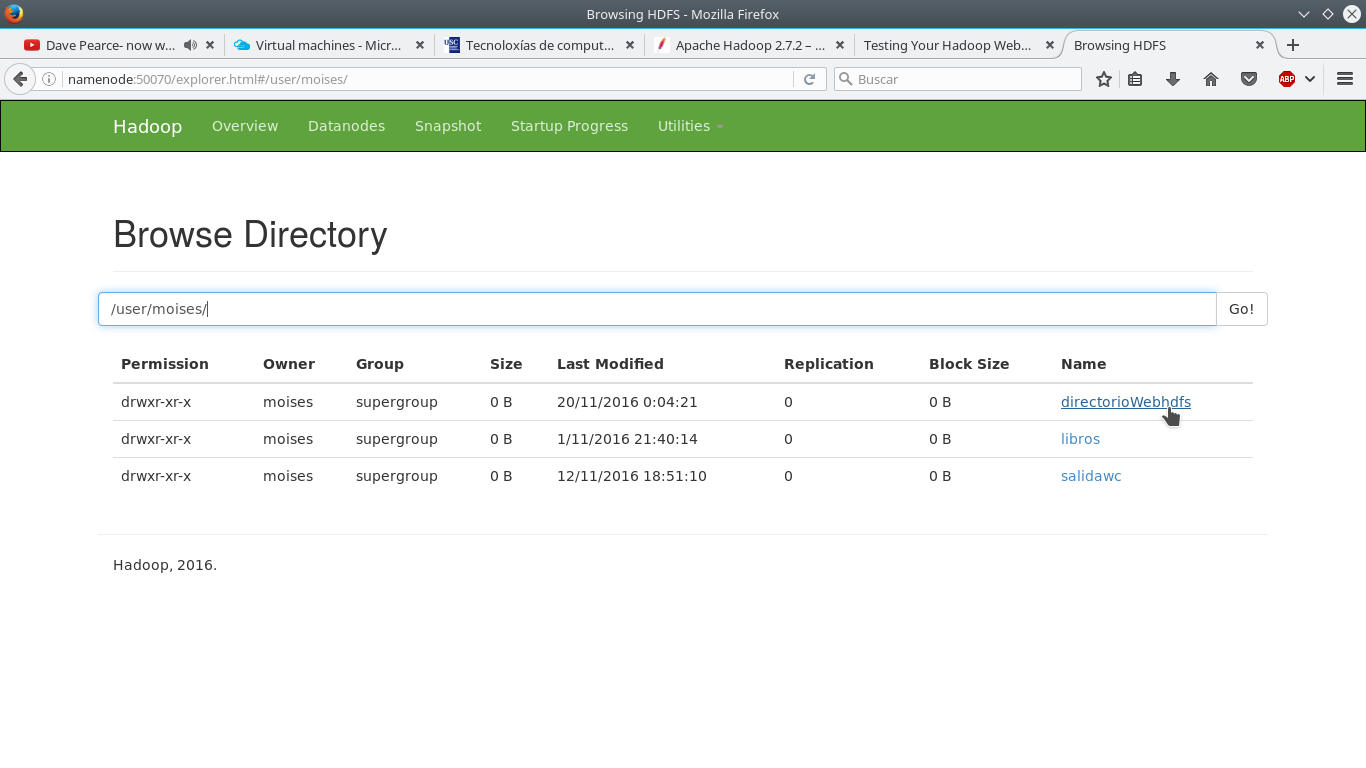 Browsing HDFS - Mozilla Firefox
Dave Pearce- now w... Virtual machines - Micr... Tecnoloxías de comput... Apache Hadoop 2.7.2 – ... Testing Your Hadoop Web... Browsing HDFS
namenode:50070/explorer.html#/user/moises/ Buscar ABP
Hadoop Overview Datanodes Snapshot Startup Progress Utilities
Browse Directory
/user/moises/ Go!
Permission Owner Group Size Last Modified Replication Block Size Name
drwxr-xr-x moises supergroup 0 B 20/11/2016 0:04:21 0 0 B directorioWebhdfs
drwxr-xr-x moises supergroup 0 B 1/11/2016 21:40:14 0 0 B libros
drwxr-xr-x moises supergroup 0 B 12/11/2016 18:51:10 0 0 B salidawc
Hadoop, 2016.